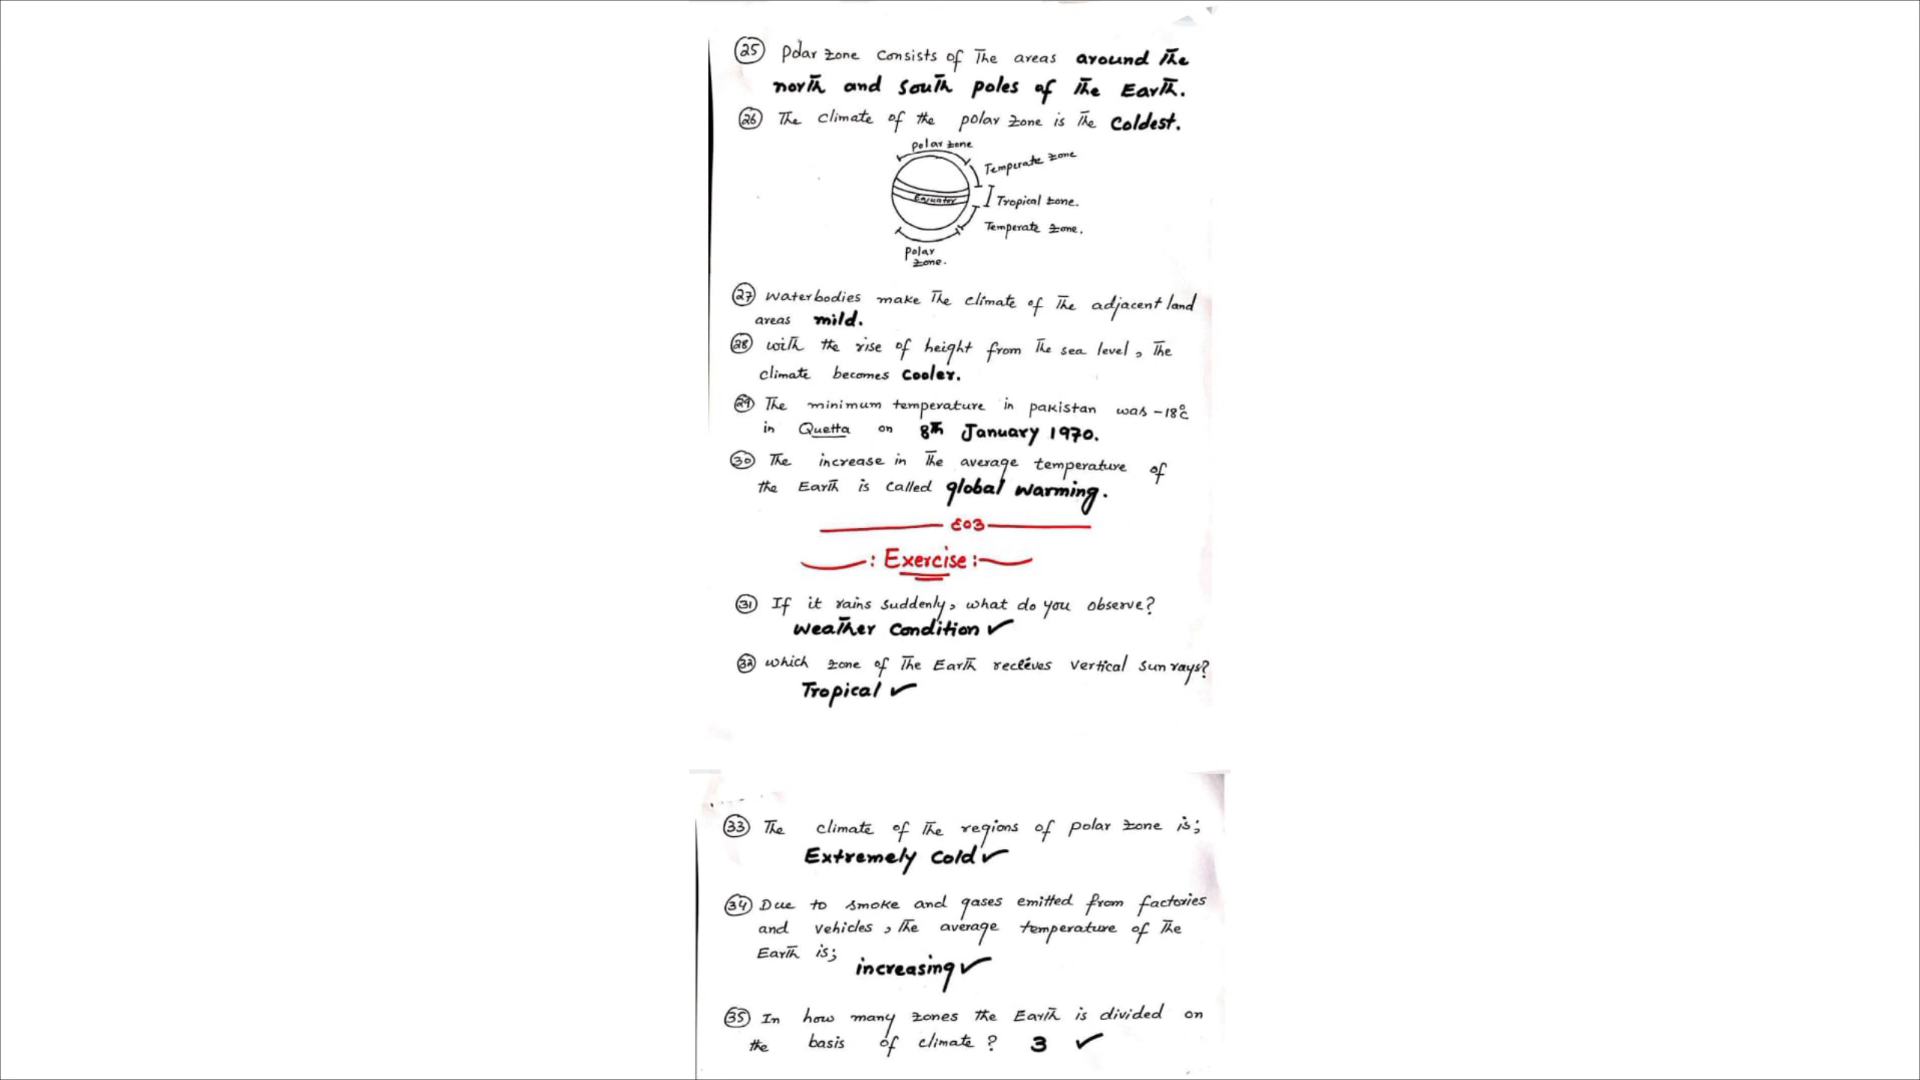 25 Polar zone consists of The areas around The
north and South poles of The Earth.
26 The climate of the polar zone is The Coldest.
Polar zone
Temperate zone
Equator
Tropical zone.
Temperate zone.
Polar
zone.
27 Waterbodies make The climate of The adjacent land
areas mild.
28 with the rise of height from The sea level, The
climate becomes Cooler.
29 The minimum temperature in pakistan was -18°c
in Quetta on 8th January 1970.
30 The increase in The average temperature of
the Earth is called global warming.
: Exercise :
31 If it rains suddenly, what do you observe?
Weather Condition ✓
32 which zone of The Earth recieves vertical sun rays?
Tropical ✓
33 The climate of The regions of polar zone is;
Extremely Cold ✓
34 Due to smoke and gases emitted from factories
and vehicles, The average temperature of The
Earth is;
increasing ✓
35 In how many zones the Earth is divided on
the basis of climate? 3 ✓